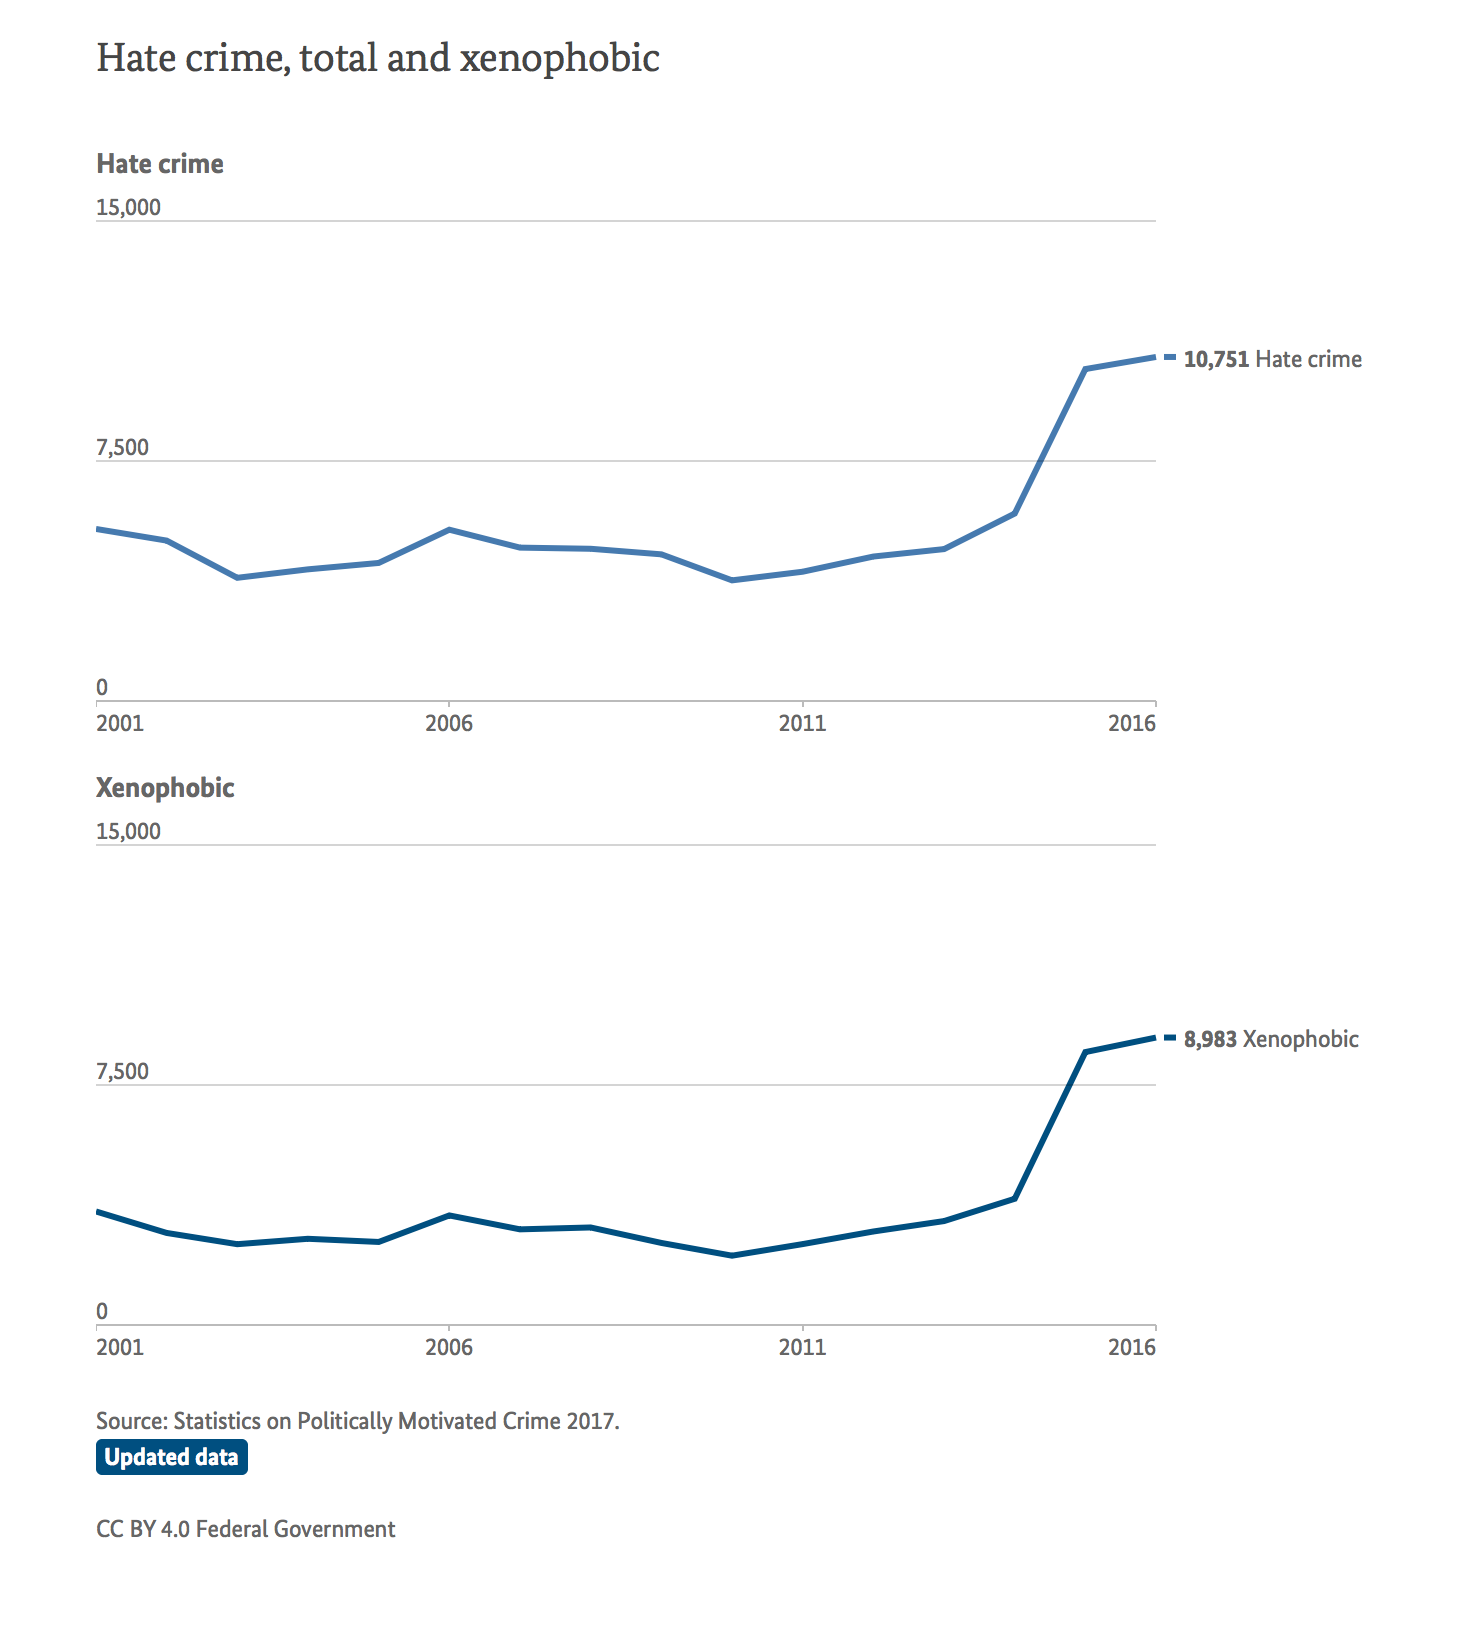 Hate crime, total and xenophobic
Hate crime
15,000
10,751 Hate crime
7,500
0
2001 2006 2011 2016
Xenophobic
15,000
8,983 Xenophobic
7,500
0
2001 2006 2011 2016
Source: Statistics on Politically Motivated Crime 2017.
Updated data
CC BY 4.0 Federal Government